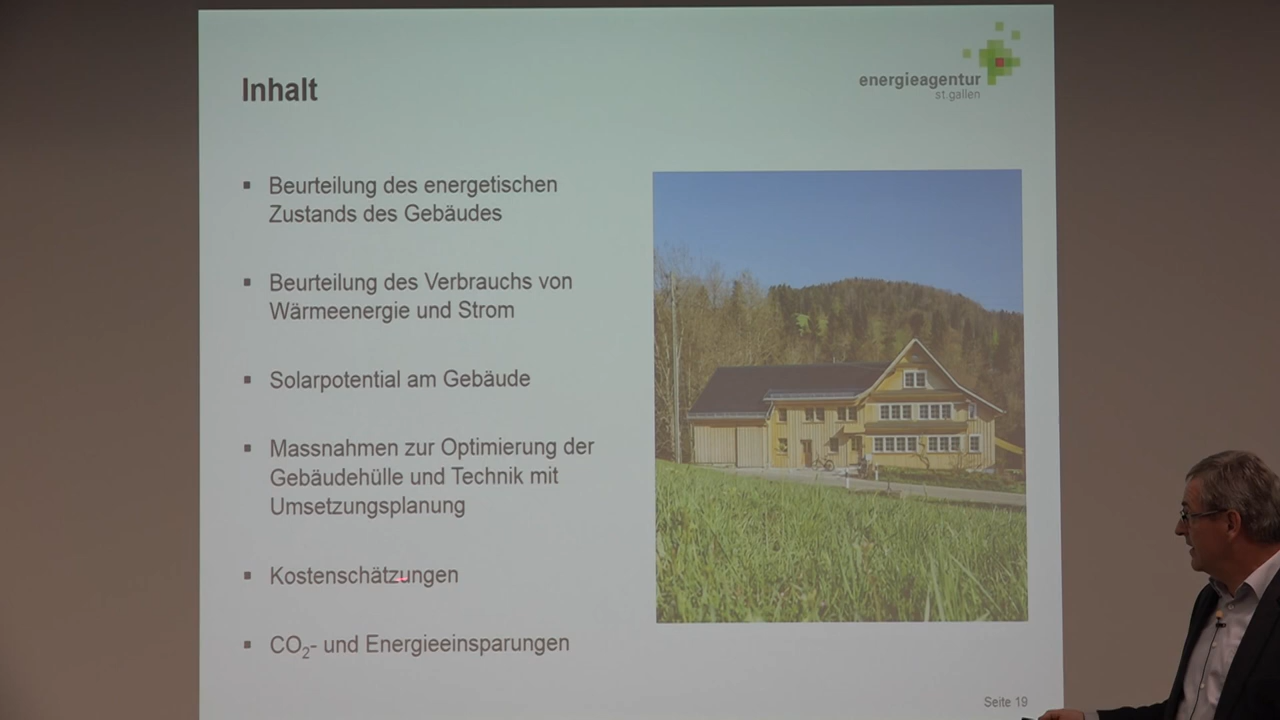 Inhalt
energieagentur
st.gallen
▪ Beurteilung des energetischen
Zustands des Gebäudes
▪ Beurteilung des Verbrauchs von
Wärmeenergie und Strom
▪ Solarpotential am Gebäude
▪ Massnahmen zur Optimierung der
Gebäudehülle und Technik mit
Umsetzungsplanung
▪ Kostenschätzungen
▪ CO₂- und Energieeinsparungen
Seite 19